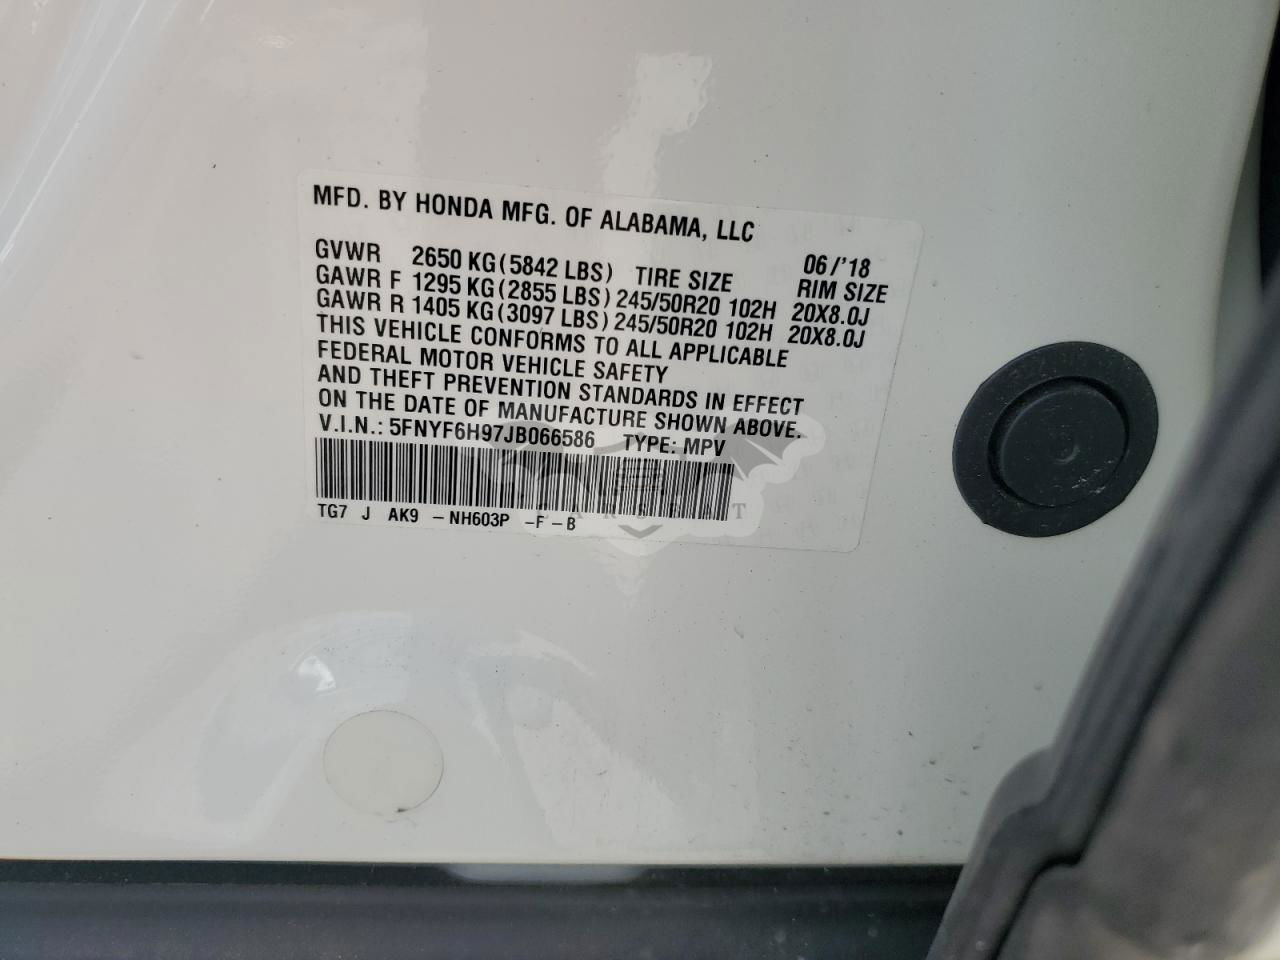 MFD. BY HONDA MFG. OF ALABAMA, LLC
06/'18
GVWR 2650 KG (5842 LBS) TIRE SIZE RIM SIZE
GAWR F 1295 KG (2855 LBS) 245/50R20 102H 20X8.0J
GAWR R 1405 KG (3097 LBS) 245/50R20 102H 20X8.0J
THIS VEHICLE CONFORMS TO ALL APPLICABLE
FEDERAL MOTOR VEHICLE SAFETY
AND THEFT PREVENTION STANDARDS IN EFFECT
ON THE DATE OF MANUFACTURE SHOWN ABOVE.
V.I.N.: 5FNYF6H97JB066586 TYPE: MPV
TG7 J AK9 -NH603P -F-B